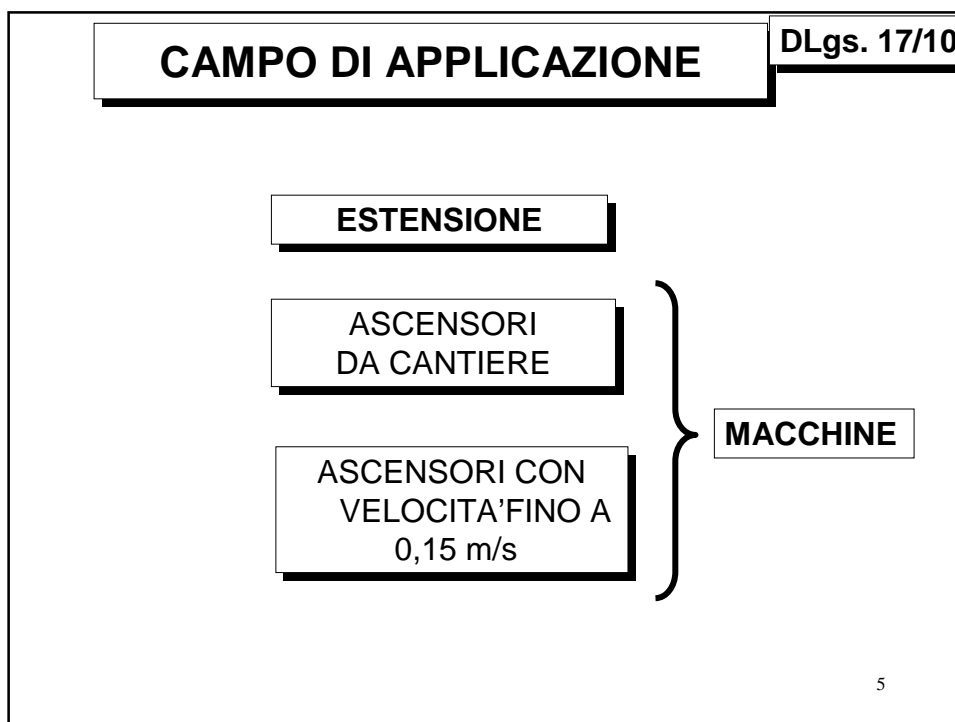 CAMPO DI APPLICAZIONE
DLgs. 17/10
ESTENSIONE
ASCENSORI
DA CANTIERE
MACCHINE
ASCENSORI CON
VELOCITA’FINO A
0,15 m/s
5